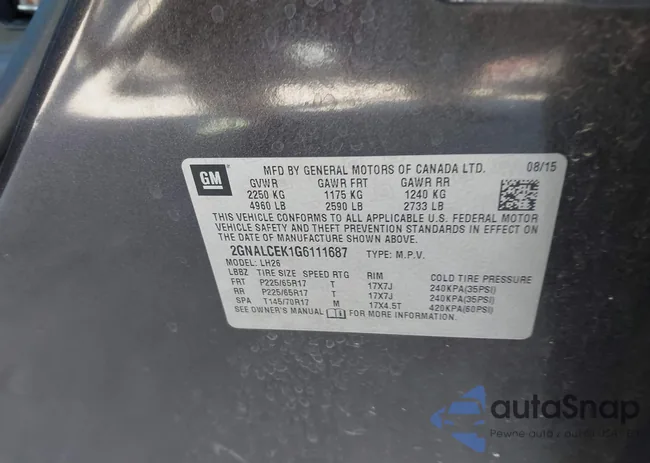 GM
MFD BY GENERAL MOTORS OF CANADA LTD. 08/15
GVWR GAWR FRT GAWR RR
2250 KG 1175 KG 1240 KG
4960 LB 2590 LB 2733 LB
THIS VEHICLE CONFORMS TO ALL APPLICABLE U.S. FEDERAL MOTOR
VEHICLE SAFETY AND THEFT PREVENTION STANDARDS IN EFFECT ON
THE DATE OF MANUFACTURE SHOWN ABOVE.
2GNALCEK1G6111687 TYPE: M.P.V.
MODEL: LH26
LBBZ TIRE SIZE SPEED RTG RIM COLD TIRE PRESSURE
FRT P225/65R17 T 17X7J 240KPA(35PSI)
RR P225/65R17 T 17X7J 240KPA(35PSI)
SPA T145/70R17 M 17X4.5T 420KPA(60PSI)
SEE OWNER'S MANUAL FOR MORE INFORMATION
autoSnap
Pewne auto z